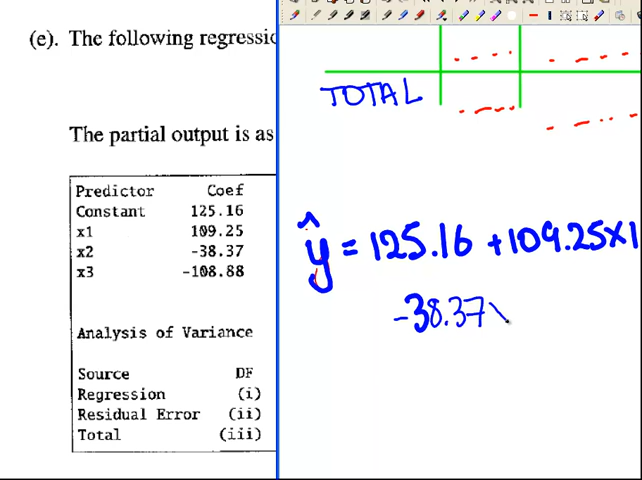 (e). The following regressio
The partial output is as
Predictor Coef
Constant 125.16
x1 109.25
x2 -38.37
x3 -108.88
Analysis of Variance
Source DF
Regression (i)
Residual Error (ii)
Total (iii)
TOTAL
ŷ = 125.16 + 109.25x1
-38.37